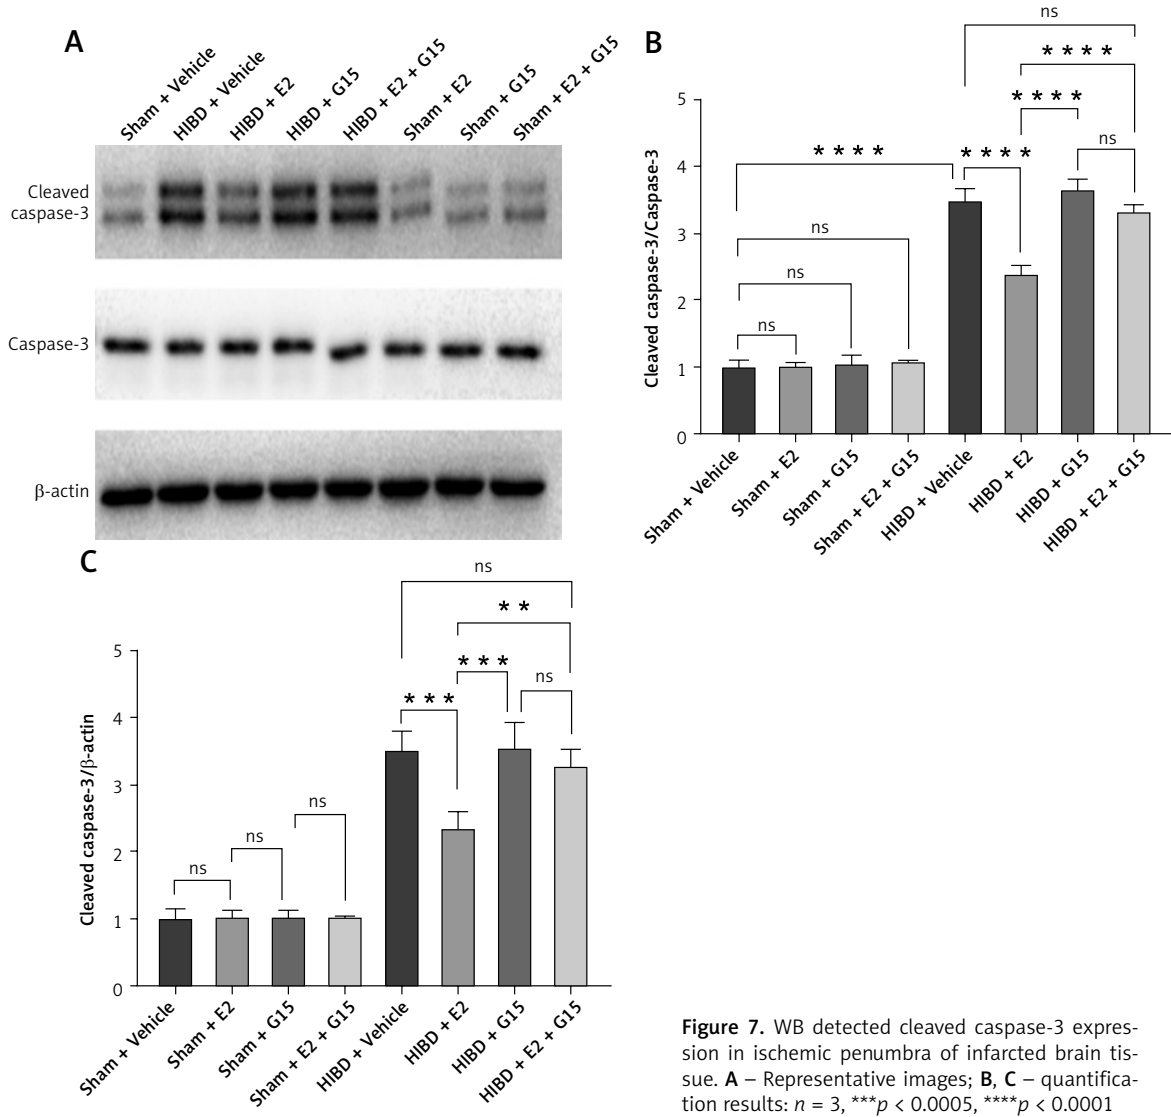 A
Sham + Vehicle
HIBD + Vehicle
HIBD + E2
HIBD + G15
HIBD + E2 + G15
Sham + E2
Sham + G15
Sham + E2 + G15
Cleaved
caspase-3
Caspase-3
β-actin
B
Cleaved caspase-3/Caspase-3
5
4
3
2
1
0
ns
ns
ns
* * * *
* * * *
* * * *
* * * *
ns
ns
Sham + Vehicle
Sham + E2
Sham + G15
Sham + E2 + G15
HIBD + Vehicle
HIBD + E2
HIBD + G15
HIBD + E2 + G15
C
Cleaved caspase-3/β-actin
5
4
3
2
1
0
ns
ns
ns
* * *
* * *
* *
ns
ns
Sham + Vehicle
Sham + E2
Sham + G15
Sham + E2 + G15
HIBD + Vehicle
HIBD + E2
HIBD + G15
HIBD + E2 + G15
Figure 7. WB detected cleaved caspase-3 expres-
sion in ischemic penumbra of infarcted brain tis-
sue. A – Representative images; B, C – quantifica-
tion results: n = 3, ***p < 0.0005, ****p < 0.0001